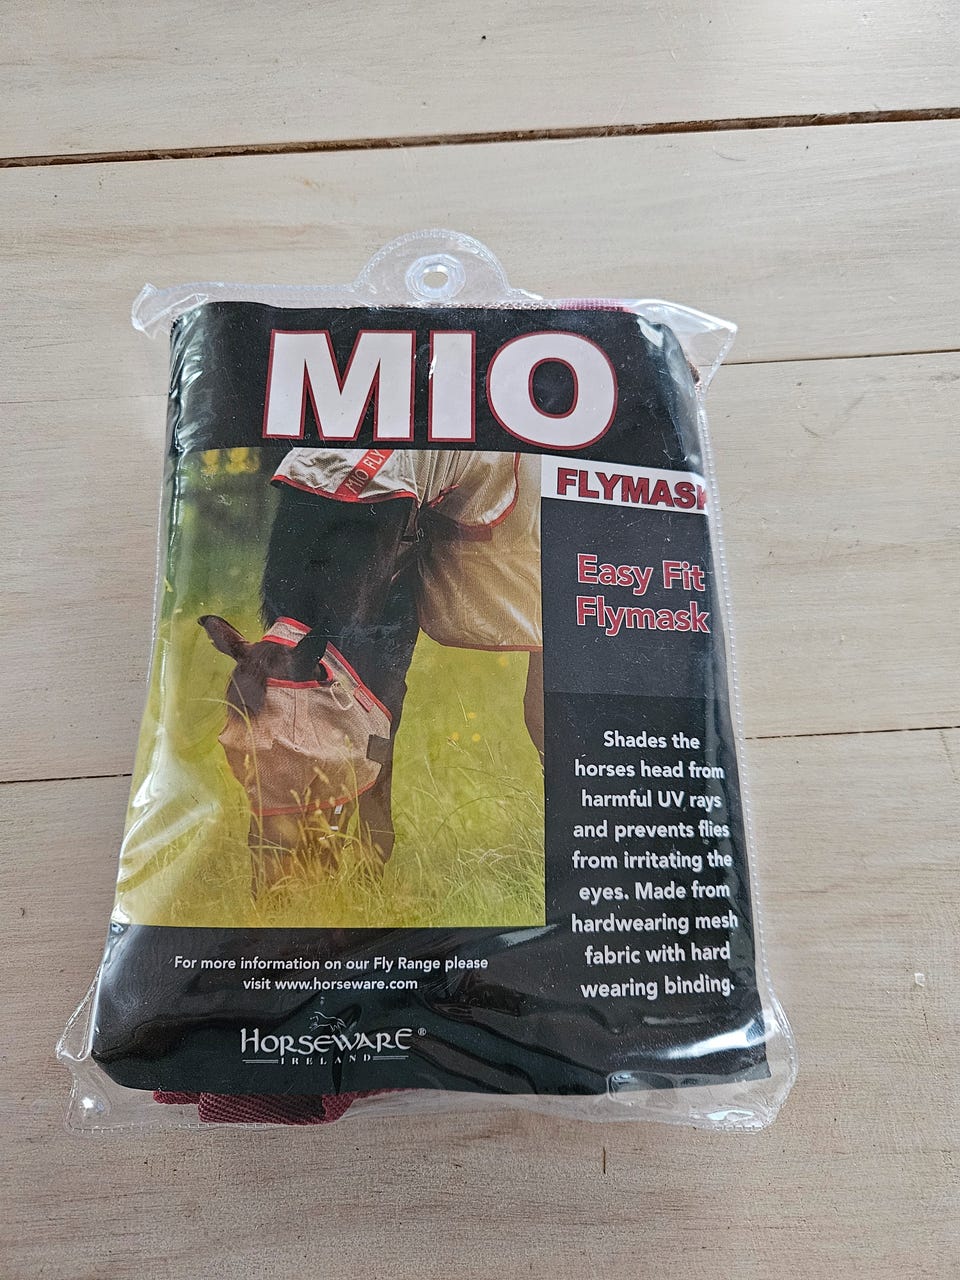 MIO
MIO FLY
FLYMASK
Easy Fit
Flymask
Shades the
horses head from
harmful UV rays
and prevents flies
from irritating the
eyes. Made from
hardwearing mesh
fabric with hard
wearing binding.
For more information on our Fly Range please
visit www.horseware.com
HORSEWARE®
IRELAND